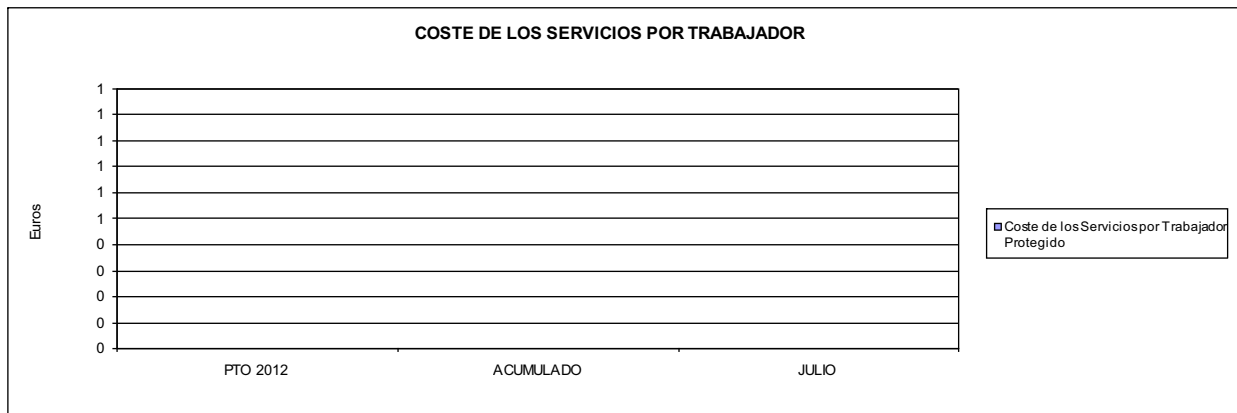 COSTE DE LOS SERVICIOS POR TRABAJADOR
1
1
1
1
1
1
0
0
0
0
0
Euros
PTO 2012
ACUMULADO
JULIO
Coste de los Servicios por Trabajador
Protegido